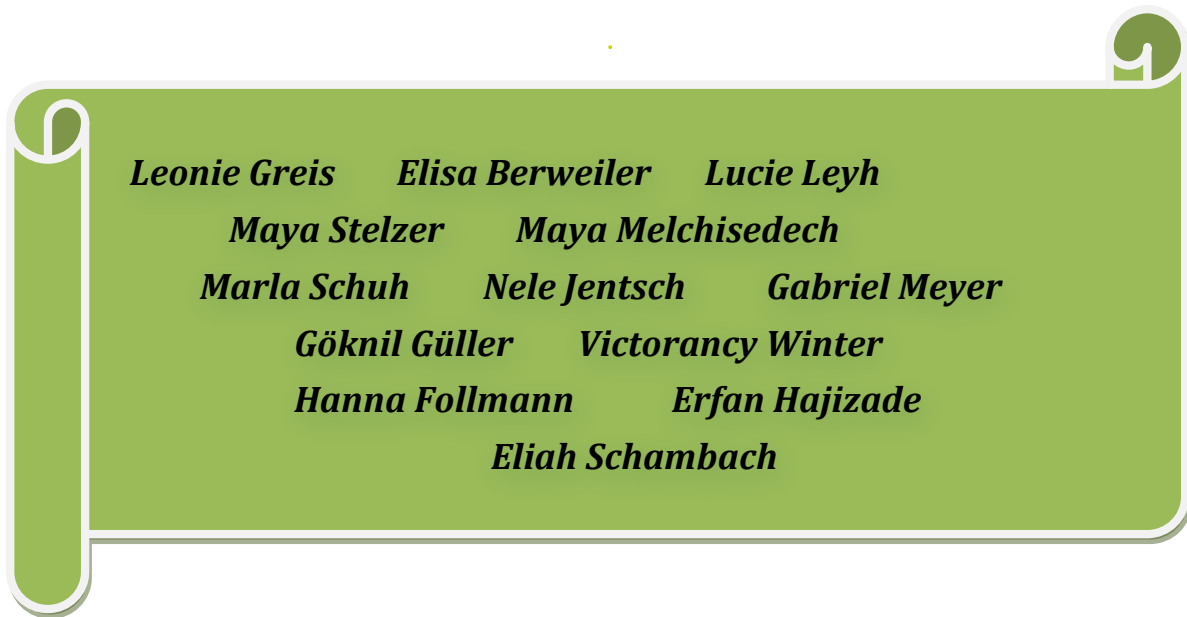 Leonie Greis Elisa Berweiler Lucie Leyh
Maya Stelzer Maya Melchisedech
Marla Schuh Nele Jentsch Gabriel Meyer
Göknil Güller Victorancy Winter
Hanna Follmann Erfan Hajizade
Eliah Schambach